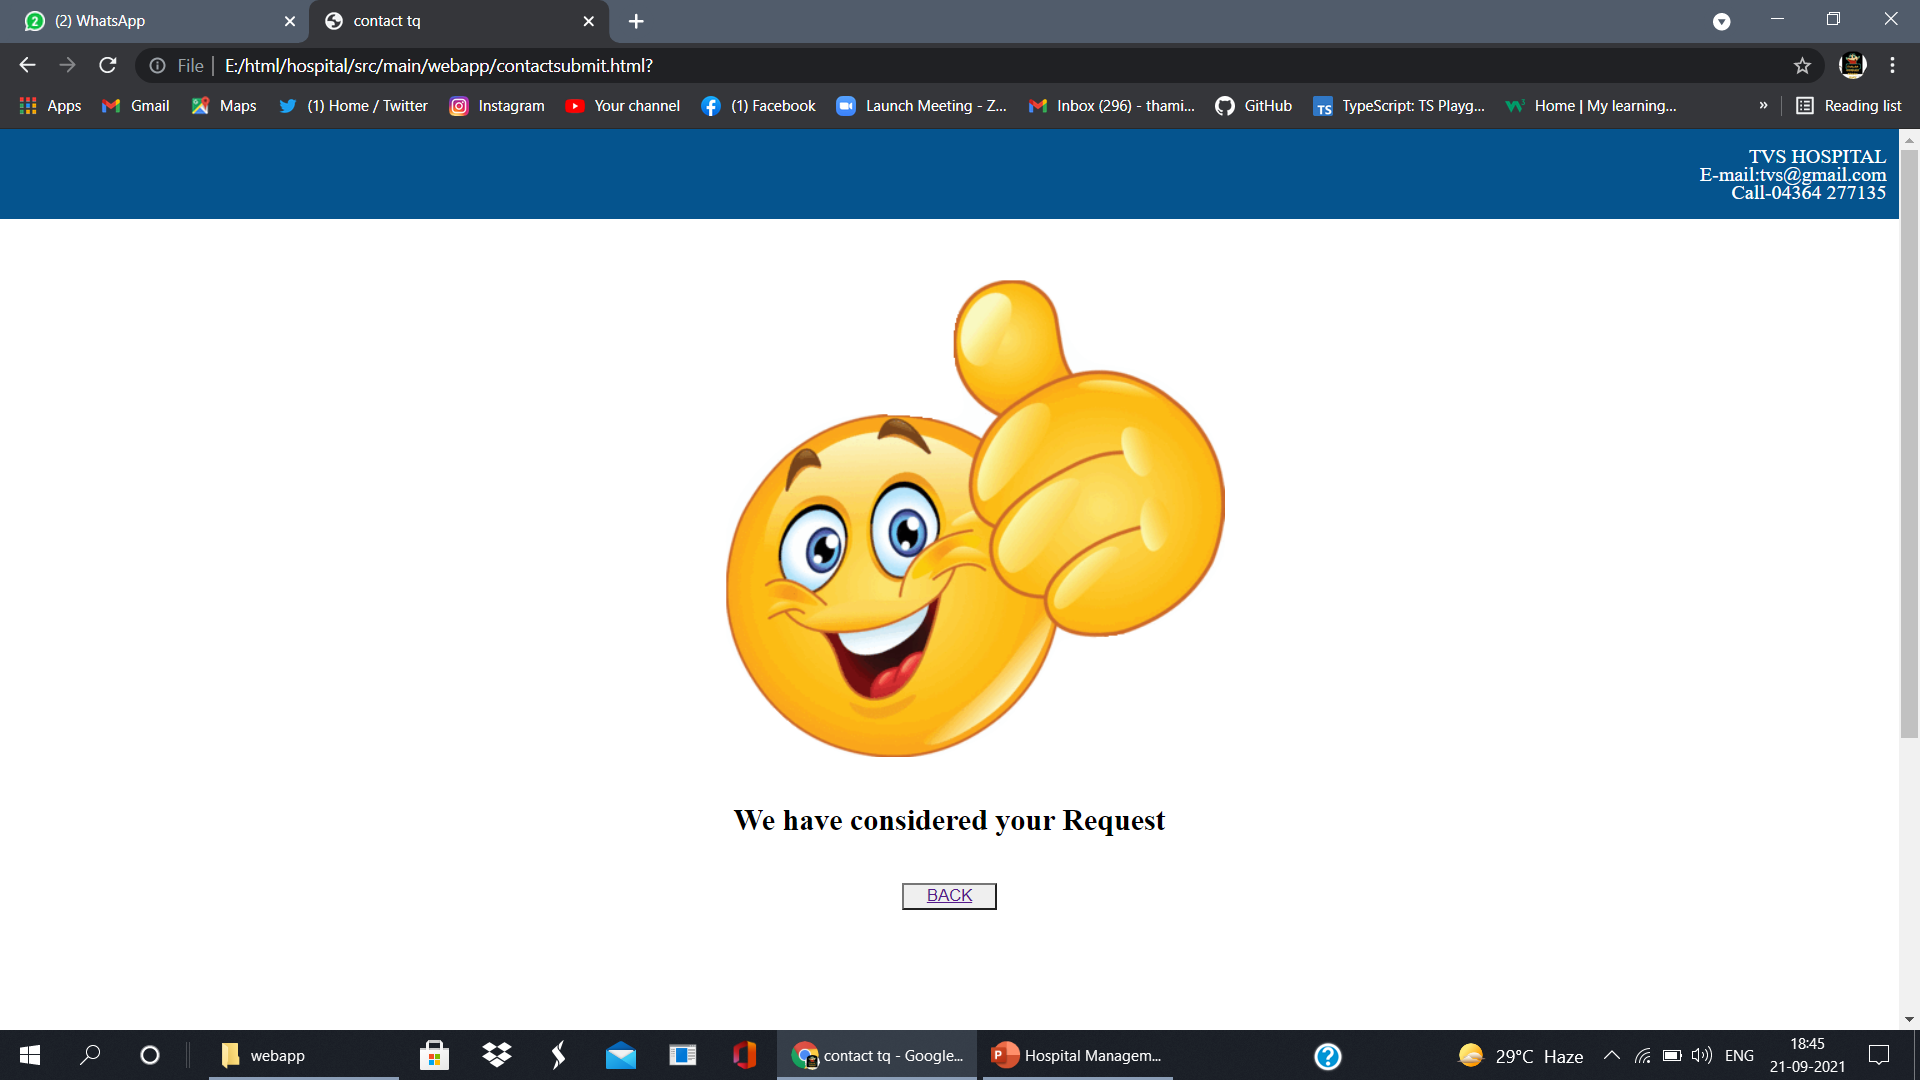 (2) WhatsApp
contact tq
File
E:/html/hospital/src/main/webapp/contactsubmit.html?
Apps
Gmail
Maps
(1) Home / Twitter
Instagram
Your channel
(1) Facebook
Launch Meeting - Z...
Inbox (296) - thami...
GitHub
TS
TypeScript: TS Playg...
Home | My learning...
»
Reading list
TVS HOSPITAL
E-mail:tvs@gmail.com
Call-04364 277135
We have considered your Request
BACK
webapp
contact tq - Google...
Hospital Managem...
29°C Haze
ENG
18:45
21-09-2021